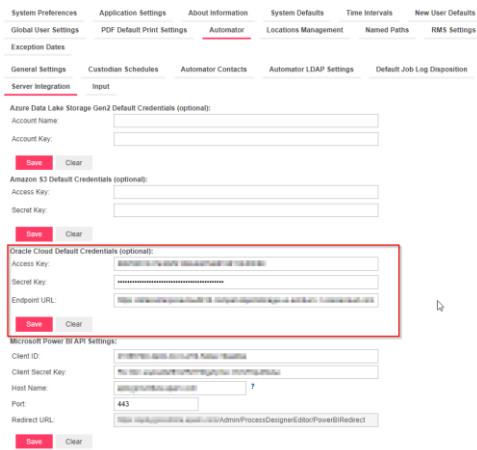 System Preferences Application Settings About Information System Defaults Time Intervals New User Defaults
Global User Settings PDF Default Print Settings Automator Locations Management Named Paths RMS Settings
Exception Dates
General Settings Custodian Schedules Automator Contacts Automator LDAP Settings Default Job Log Disposition
Server Integration Input
Azure Data Lake Storage Gen2 Default Credentials (optional):
Account Name:
Account Key:
Save Clear
Amazon S3 Default Credentials (optional):
Access Key:
Secret Key:
Save Clear
Oracle Cloud Default Credentials (optional):
Access Key:
Secret Key:
Endpoint URL:
Save Clear
Microsoft Power BI API Settings:
Client ID:
Client Secret Key:
Host Name: ?
Port: 443
Redirect URL: /Admin/ProcessDesignerEditor/PowerBIRedirect
Save Clear